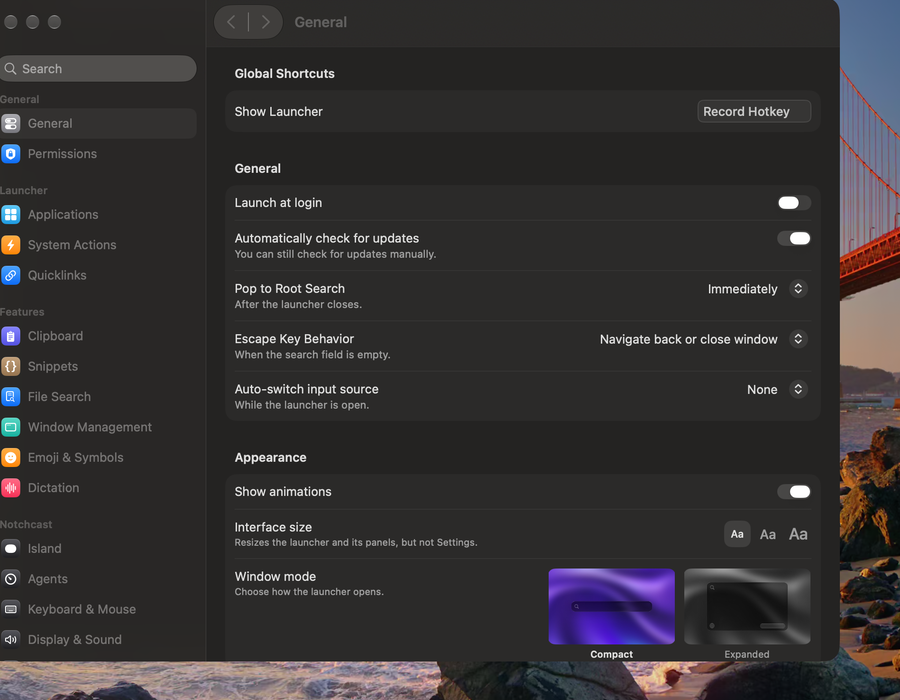 General
Search
General
General
Permissions
Launcher
Applications
System Actions
Quicklinks
Features
Clipboard
Snippets
File Search
Window Management
Emoji & Symbols
Dictation
Notchcast
Island
Agents
Keyboard & Mouse
Display & Sound
Global Shortcuts
Show Launcher
Record Hotkey
General
Launch at login
Automatically check for updates
You can still check for updates manually.
Pop to Root Search
After the launcher closes.
Immediately
Escape Key Behavior
When the search field is empty.
Navigate back or close window
Auto-switch input source
While the launcher is open.
None
Appearance
Show animations
Interface size
Resizes the launcher and its panels, but not Settings.
Aa Aa Aa
Window mode
Choose how the launcher opens.
Compact
Expanded